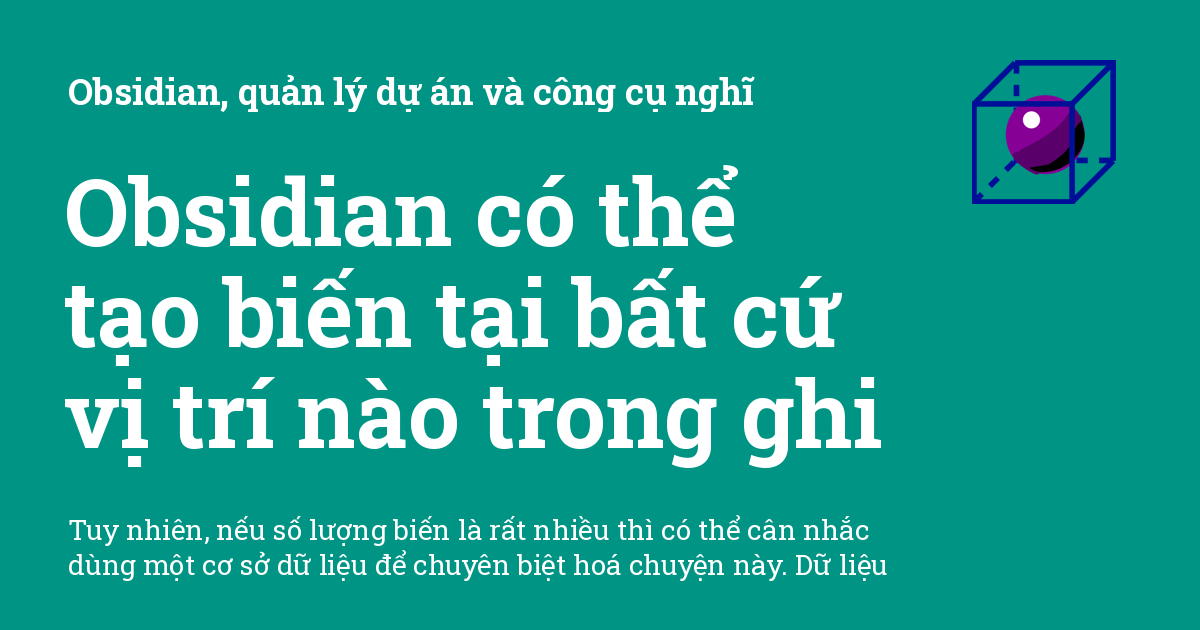 Obsidian, quản lý dự án và công cụ nghĩ
Obsidian có thể
tạo biến tại bất cứ
vị trí nào trong ghi
Tuy nhiên, nếu số lượng biến là rất nhiều thì có thể cân nhắc
dùng một cơ sở dữ liệu để chuyên biệt hoá chuyện này. Dữ liệu